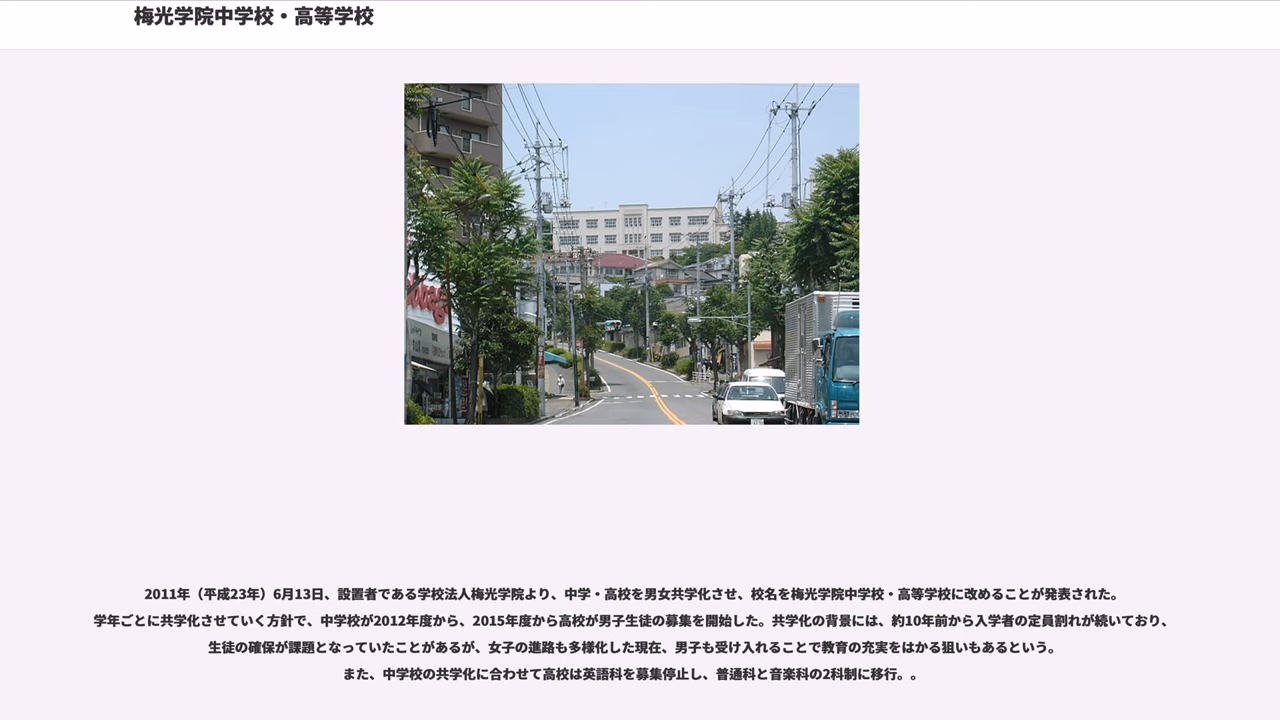 梅光学院中学校・高等学校
2011年（平成23年）6月13日、設置者である学校法人梅光学院より、中学・高校を男女共学化させ、校名を梅光学院中学校・高等学校に改めることが発表された。
学年ごとに共学化させていく方針で、中学校が2012年度から、2015年度から高校が男子生徒の募集を開始した。共学化の背景には、約10年前から入学者の定員割れが続いており、
生徒の確保が課題となっていたことがあるが、女子の進路も多様化した現在、男子も受け入れることで教育の充実をはかる狙いもあるという。
また、中学校の共学化に合わせて高校は英語科を募集停止し、普通科と音楽科の2科制に移行。。